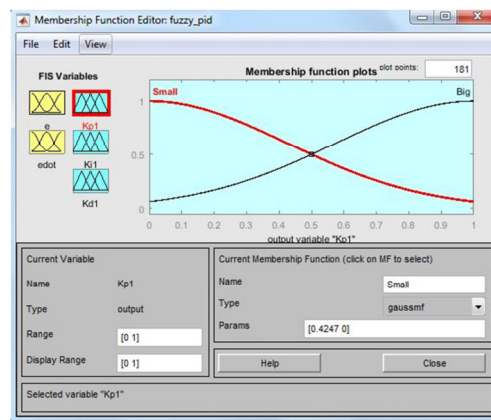 Membership Function Editor: fuzzy_pid
File Edit View
FIS Variables
e
Kp1
edot
Ki1
Kd1
Membership function plots
plot points:
181
Small
Big
1
0.5
0
0 0.1 0.2 0.3 0.4 0.5 0.6 0.7 0.8 0.9 1
output variable "Kp1"
Current Variable
Name Kp1
Type output
Range [0 1]
Display Range [0 1]
Current Membership Function (click on MF to select)
Name Small
Type gaussmf
Params [0.4247 0]
Help Close
Selected variable "Kp1"